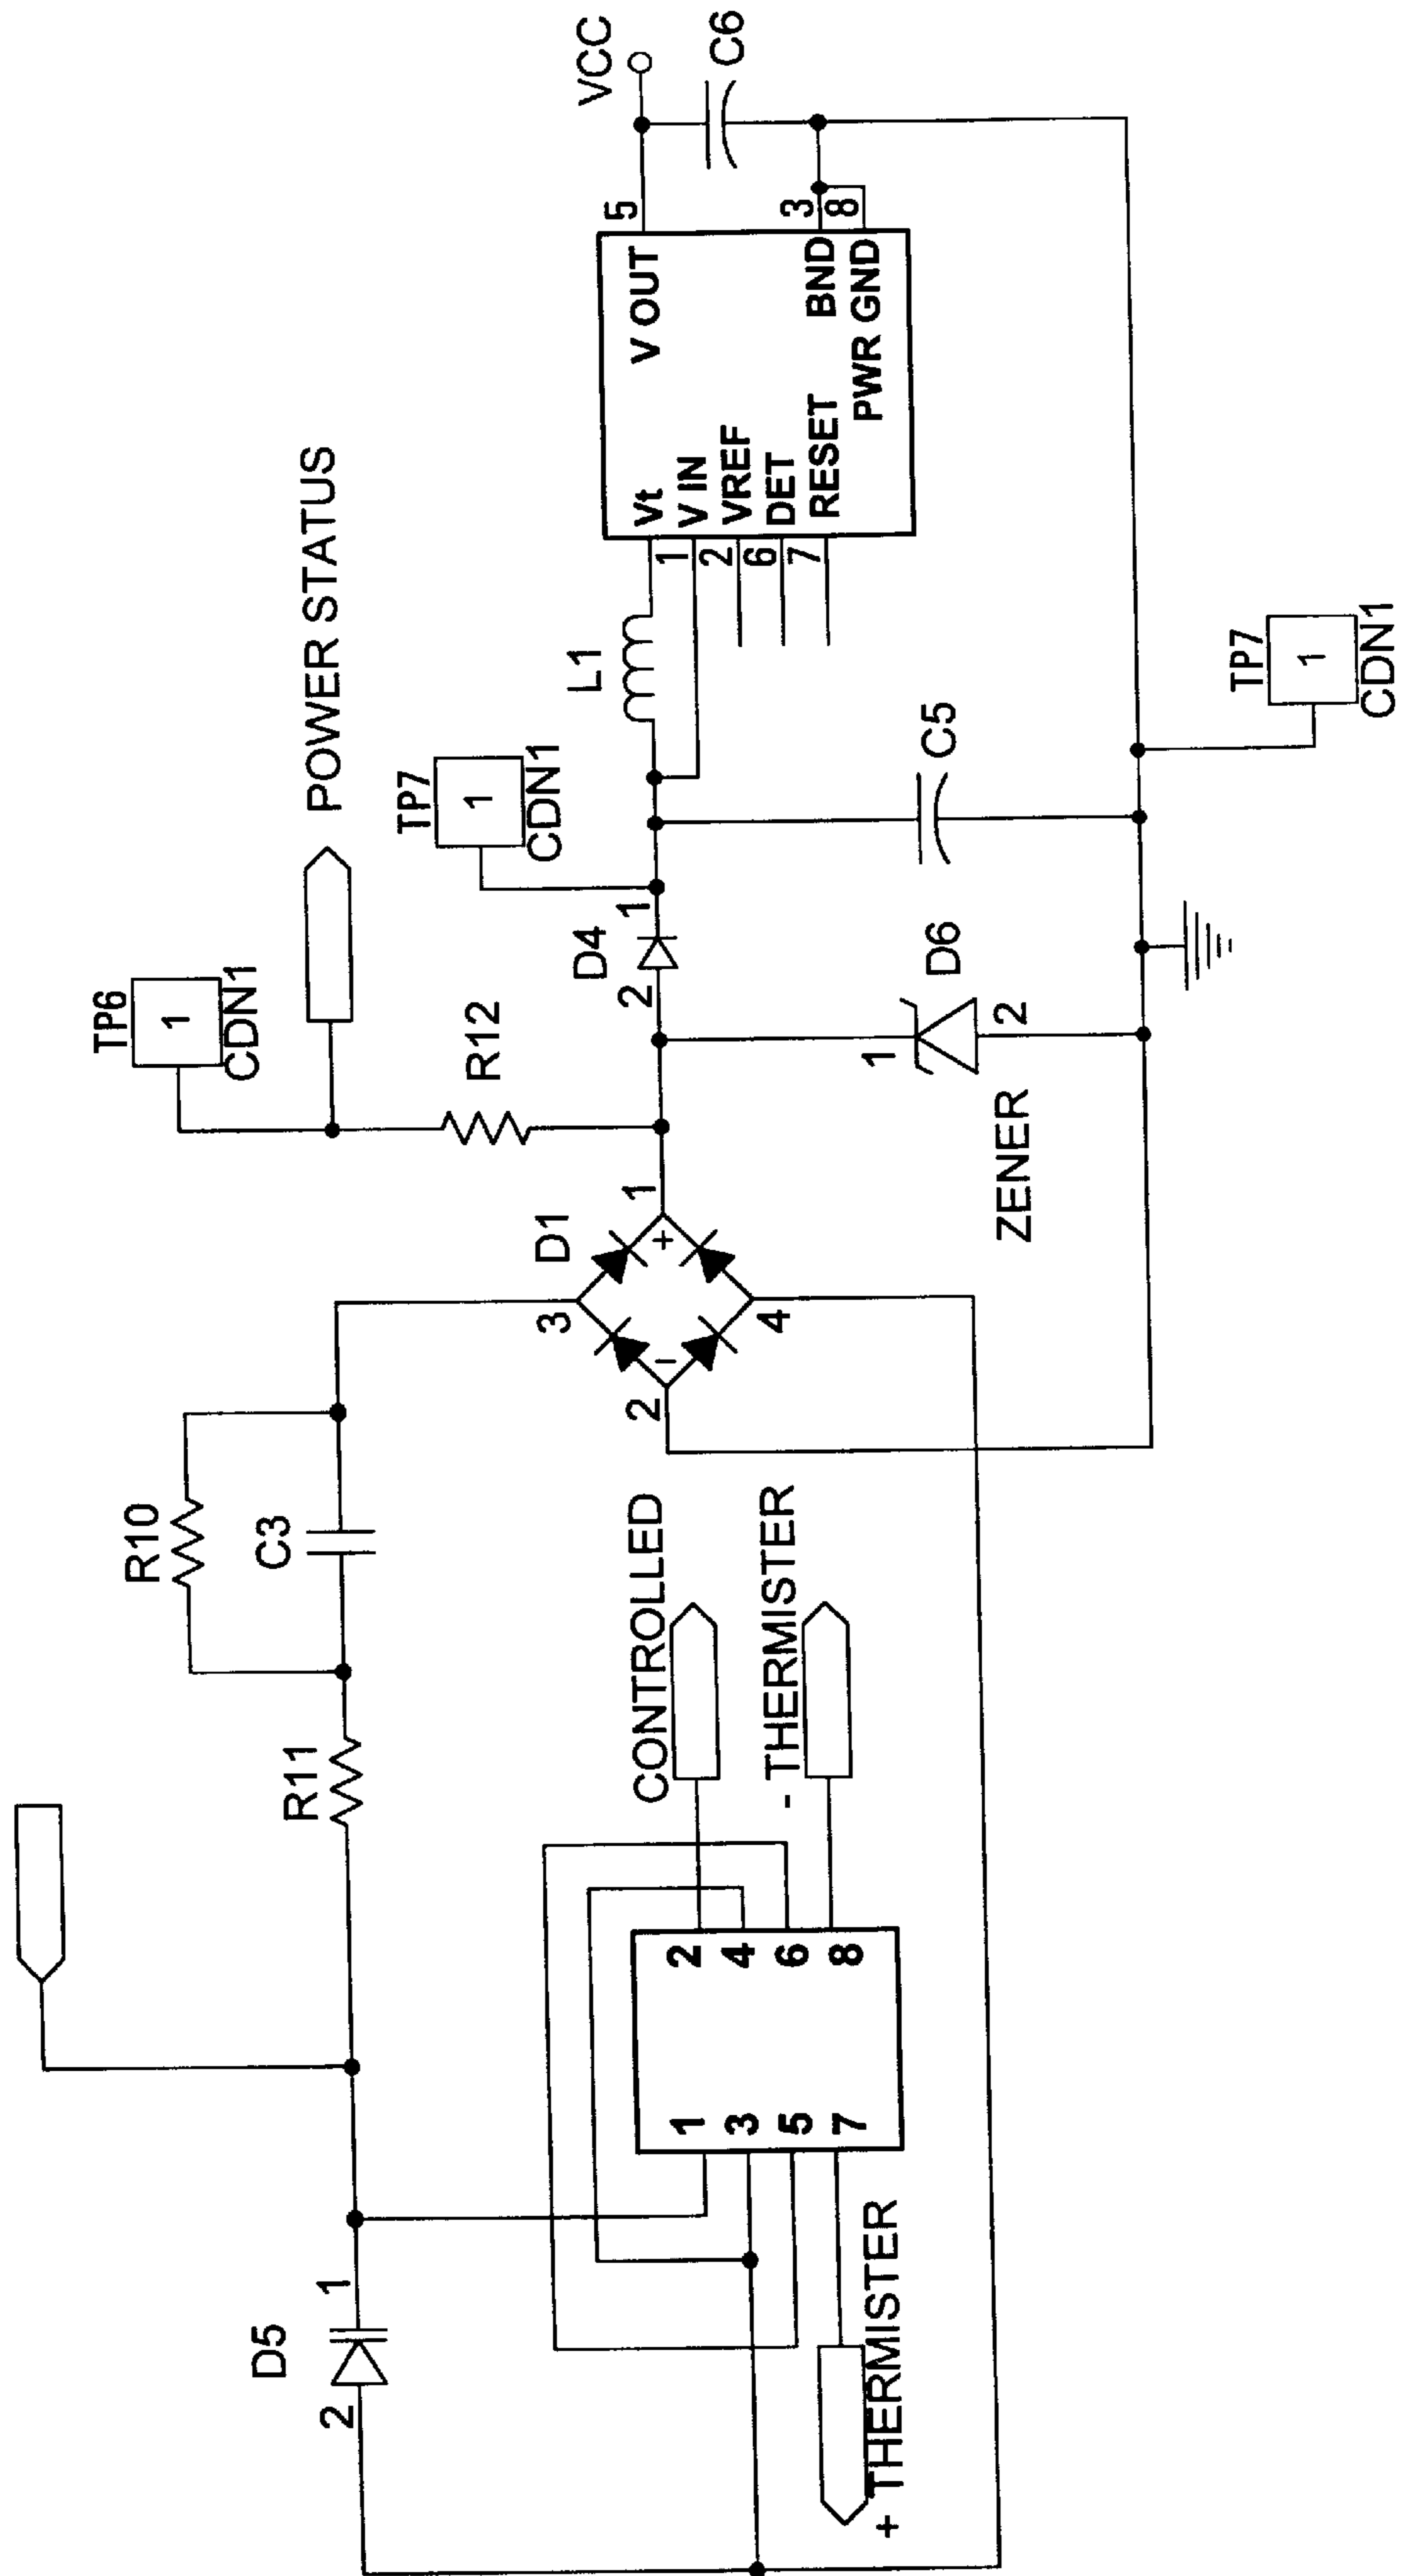 TP6
1
CDN1
POWER STATUS
R10
C3
R11
R12
TP7
1
CDN1
D5
2
1
D1
3
1
+
-
2
4
D4
2
1
L1
VCC
C6
5
V OUT
Vt
1
V IN
2
VREF
6
DET
7
RESET
3
BND
8
PWR GND
CONTROLLED
- THERMISTER
1
2
3
4
5
6
7
8
+ THERMISTER
1
D6
2
ZENER
C5
TP7
1
CDN1